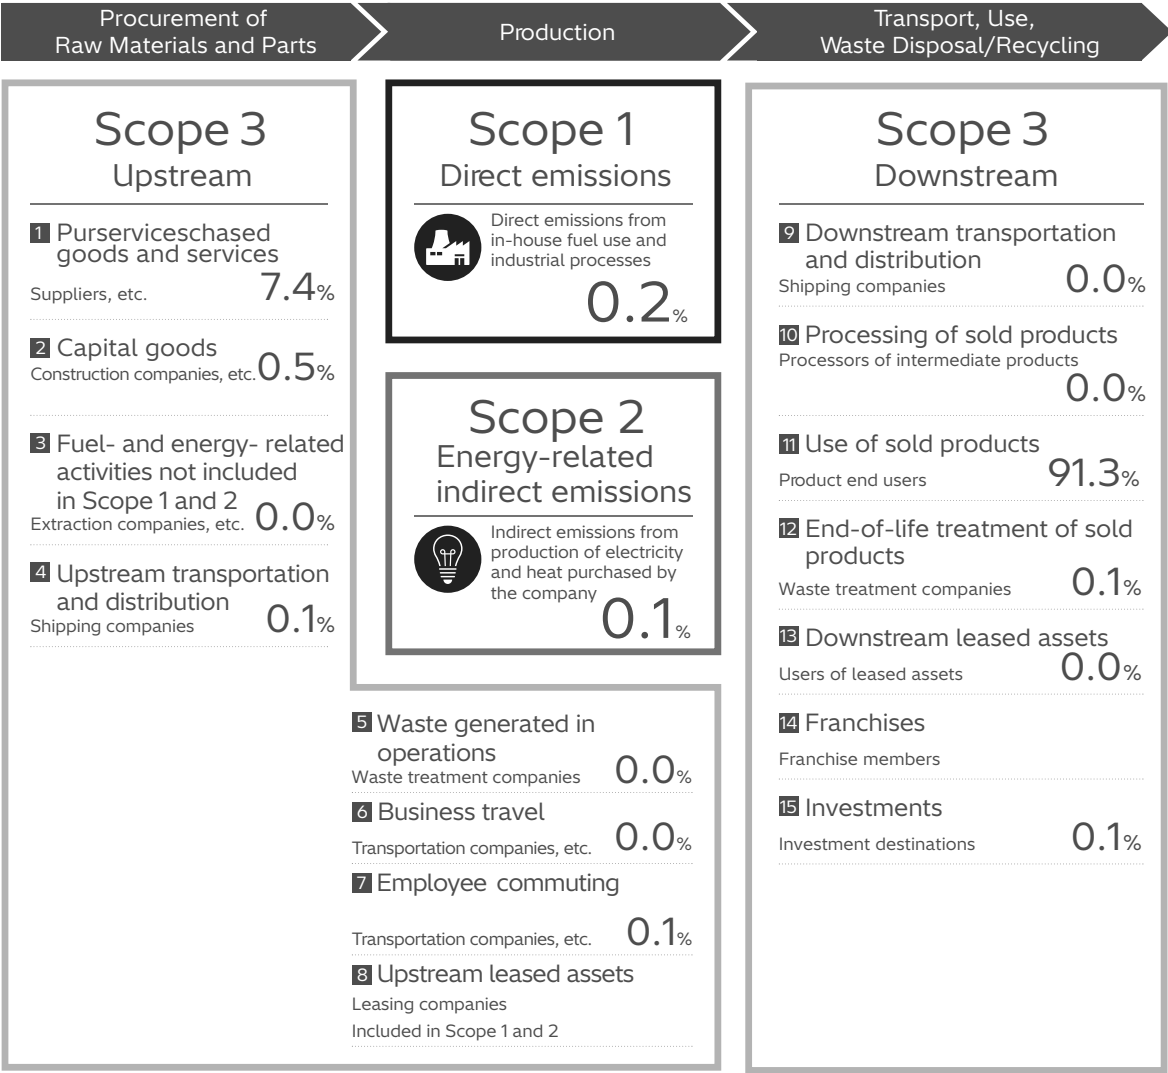 Procurement of
Raw Materials and Parts
Production
Transport, Use,
Waste Disposal/Recycling
Scope 3
Upstream
1 Purserviceschased
goods and services
Suppliers, etc. 7.4%
2 Capital goods
Construction companies, etc. 0.5%
3 Fuel- and energy- related
activities not included
in Scope 1 and 2
Extraction companies, etc. 0.0%
4 Upstream transportation
and distribution
Shipping companies 0.1%
Scope 1
Direct emissions
Direct emissions from
in-house fuel use and
industrial processes
0.2%
Scope 2
Energy-related
indirect emissions
Indirect emissions from
production of electricity
and heat purchased by
the company
0.1%
5 Waste generated in
operations
Waste treatment companies 0.0%
6 Business travel
Transportation companies, etc. 0.0%
7 Employee commuting
Transportation companies, etc. 0.1%
8 Upstream leased assets
Leasing companies
Included in Scope 1 and 2
Scope 3
Downstream
9 Downstream transportation
and distribution
Shipping companies 0.0%
10 Processing of sold products
Processors of intermediate products
0.0%
11 Use of sold products
Product end users 91.3%
12 End-of-life treatment of sold
products
Waste treatment companies 0.1%
13 Downstream leased assets
Users of leased assets 0.0%
14 Franchises
Franchise members
15 Investments
Investment destinations 0.1%